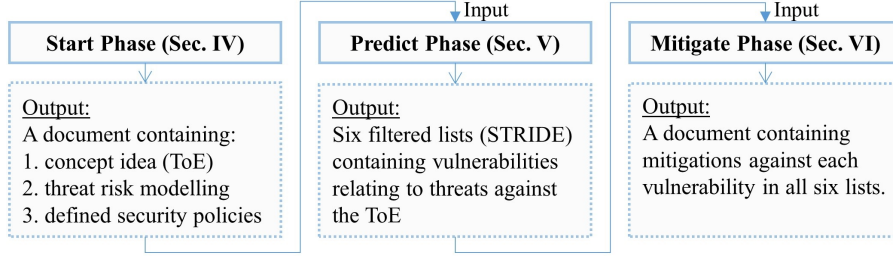 Start Phase (Sec. IV)
Output:
A document containing:
1. concept idea (ToE)
2. threat risk modelling
3. defined security policies
Input
Predict Phase (Sec. V)
Output:
Six filtered lists (STRIDE)
containing vulnerabilities
relating to threats against
the ToE
Input
Mitigate Phase (Sec. VI)
Output:
A document containing
mitigations against each
vulnerability in all six lists.